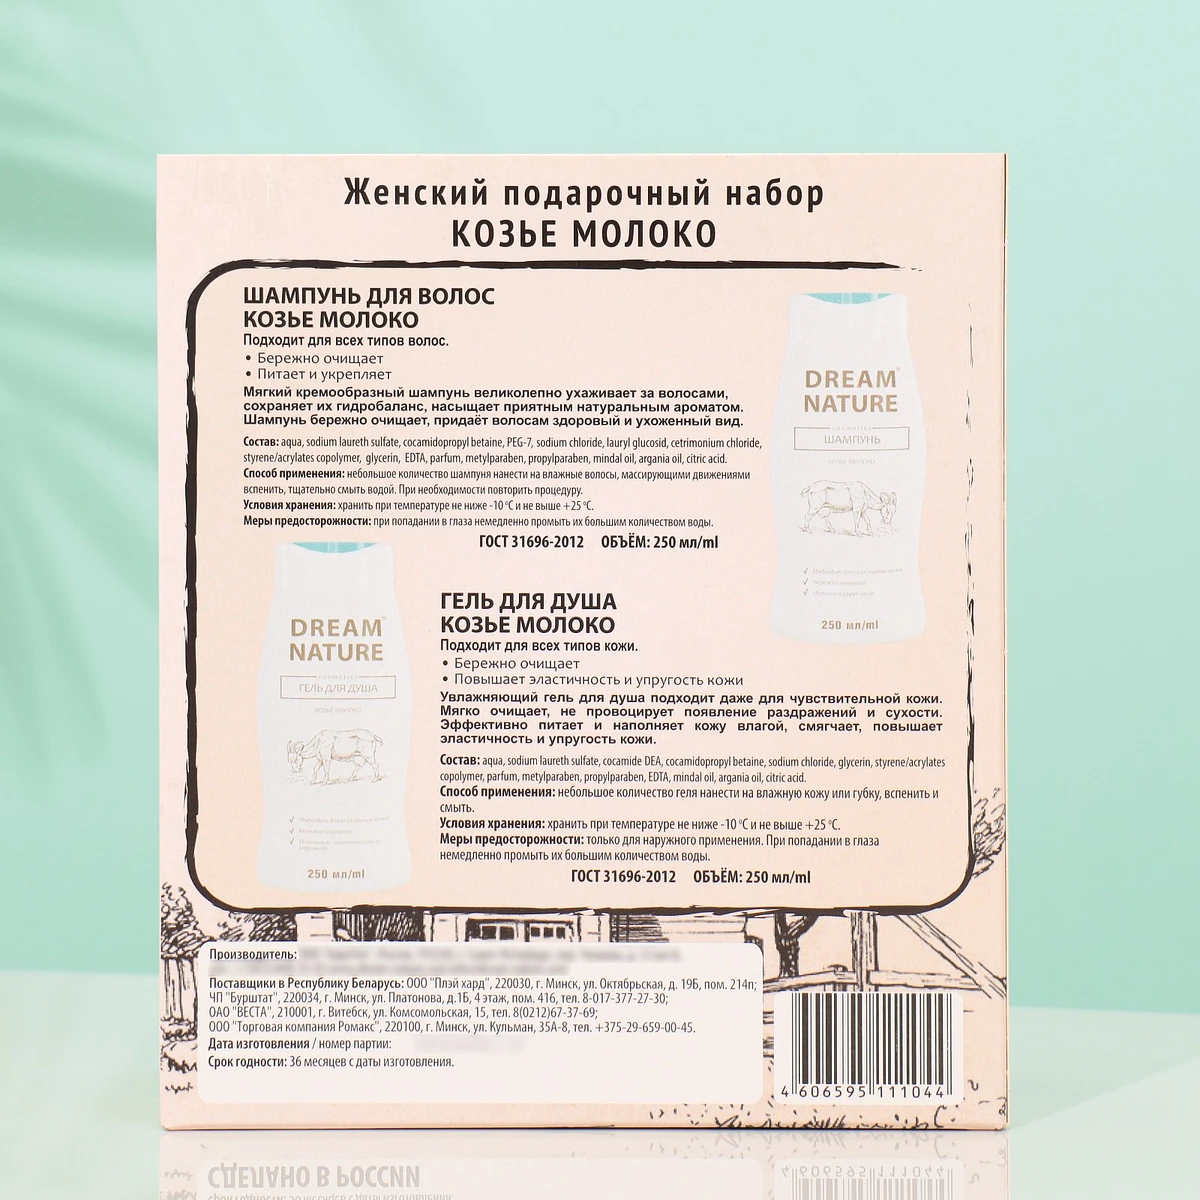 Женский подарочный набор
КОЗЬЕ МОЛОКО
ШАМПУНЬ ДЛЯ ВОЛОС
КОЗЬЕ МОЛОКО
Подходит для всех типов волос.
• Бережно очищает
• Питает и укрепляет
Мягкий кремообразный шампунь великолепно ухаживает за волосами,
сохраняет их гидробаланс, насыщает приятным натуральным ароматом.
Шампунь бережно очищает, придаёт волосам здоровый и ухоженный вид.
Состав: aqua, sodium laureth sulfate, cocamidopropyl betaine, PEG-7, sodium chloride, lauryl glucosid, cetrimonium chloride,
styrene/acrylates copolymer, glycerin, EDTA, parfum, metylparaben, propylparaben, mindal oil, argania oil, citric acid.
Способ применения: небольшое количество шампуня нанести на влажные волосы, массирующими движениями
вспенить, тщательно смыть водой. При необходимости повторить процедуру.
Условия хранения: хранить при температуре не ниже -10 °С и не выше +25 °С.
Меры предосторожности: при попадании в глаза немедленно промыть их большим количеством воды.
ГОСТ 31696-2012 ОБЪЁМ: 250 мл/ml
DREAM
NATURE
COSMETICS
ШАМПУНЬ
КОЗЬЕ МОЛОКО
250 мл/ml
DREAM
NATURE
COSMETICS
ГЕЛЬ ДЛЯ ДУША
КОЗЬЕ МОЛОКО
250 мл/ml
ГЕЛЬ ДЛЯ ДУША
КОЗЬЕ МОЛОКО
Подходит для всех типов кожи.
• Бережно очищает
• Повышает эластичность и упругость кожи
Увлажняющий гель для душа подходит даже для чувствительной кожи.
Мягко очищает, не провоцирует появление раздражений и сухости.
Эффективно питает и наполняет кожу влагой, смягчает, повышает
эластичность и упругость кожи.
Состав: aqua, sodium laureth sulfate, cocamide DEA, cocamidopropyl betaine, sodium chloride, glycerin, styrene/acrylates
copolymer, parfum, metylparaben, propylparaben, EDTA, mindal oil, argania oil, citric acid.
Способ применения: небольшое количество геля нанести на влажную кожу или губку, вспенить и
смыть.
Условия хранения: хранить при температуре не ниже -10 °С и не выше +25 °С.
Меры предосторожности: только для наружного применения. При попадании в глаза
немедленно промыть их большим количеством воды.
ГОСТ 31696-2012 ОБЪЁМ: 250 мл/ml
Производитель:
Поставщики в Республику Беларусь: ООО "Плэй хард", 220030, г. Минск, ул. Октябрьская, д. 19Б, пом. 214п;
ЧП "Бурштат", 220034, г. Минск, ул. Платонова, д.1Б, 4 этаж, пом. 416, тел. 8-017-377-27-30;
ОАО "ВЕСТА", 210001, г. Витебск, ул. Комсомольская, 15, тел. 8(0212)67-37-69;
ООО "Торговая компания Ромакс", 220100, г. Минск, ул. Кульман, 35А-8, тел. +375-29-659-00-45.
Дата изготовления / номер партии:
Срок годности: 36 месяцев с даты изготовления.
4 606595 111044
СДЕЛАНО В РОССИИ